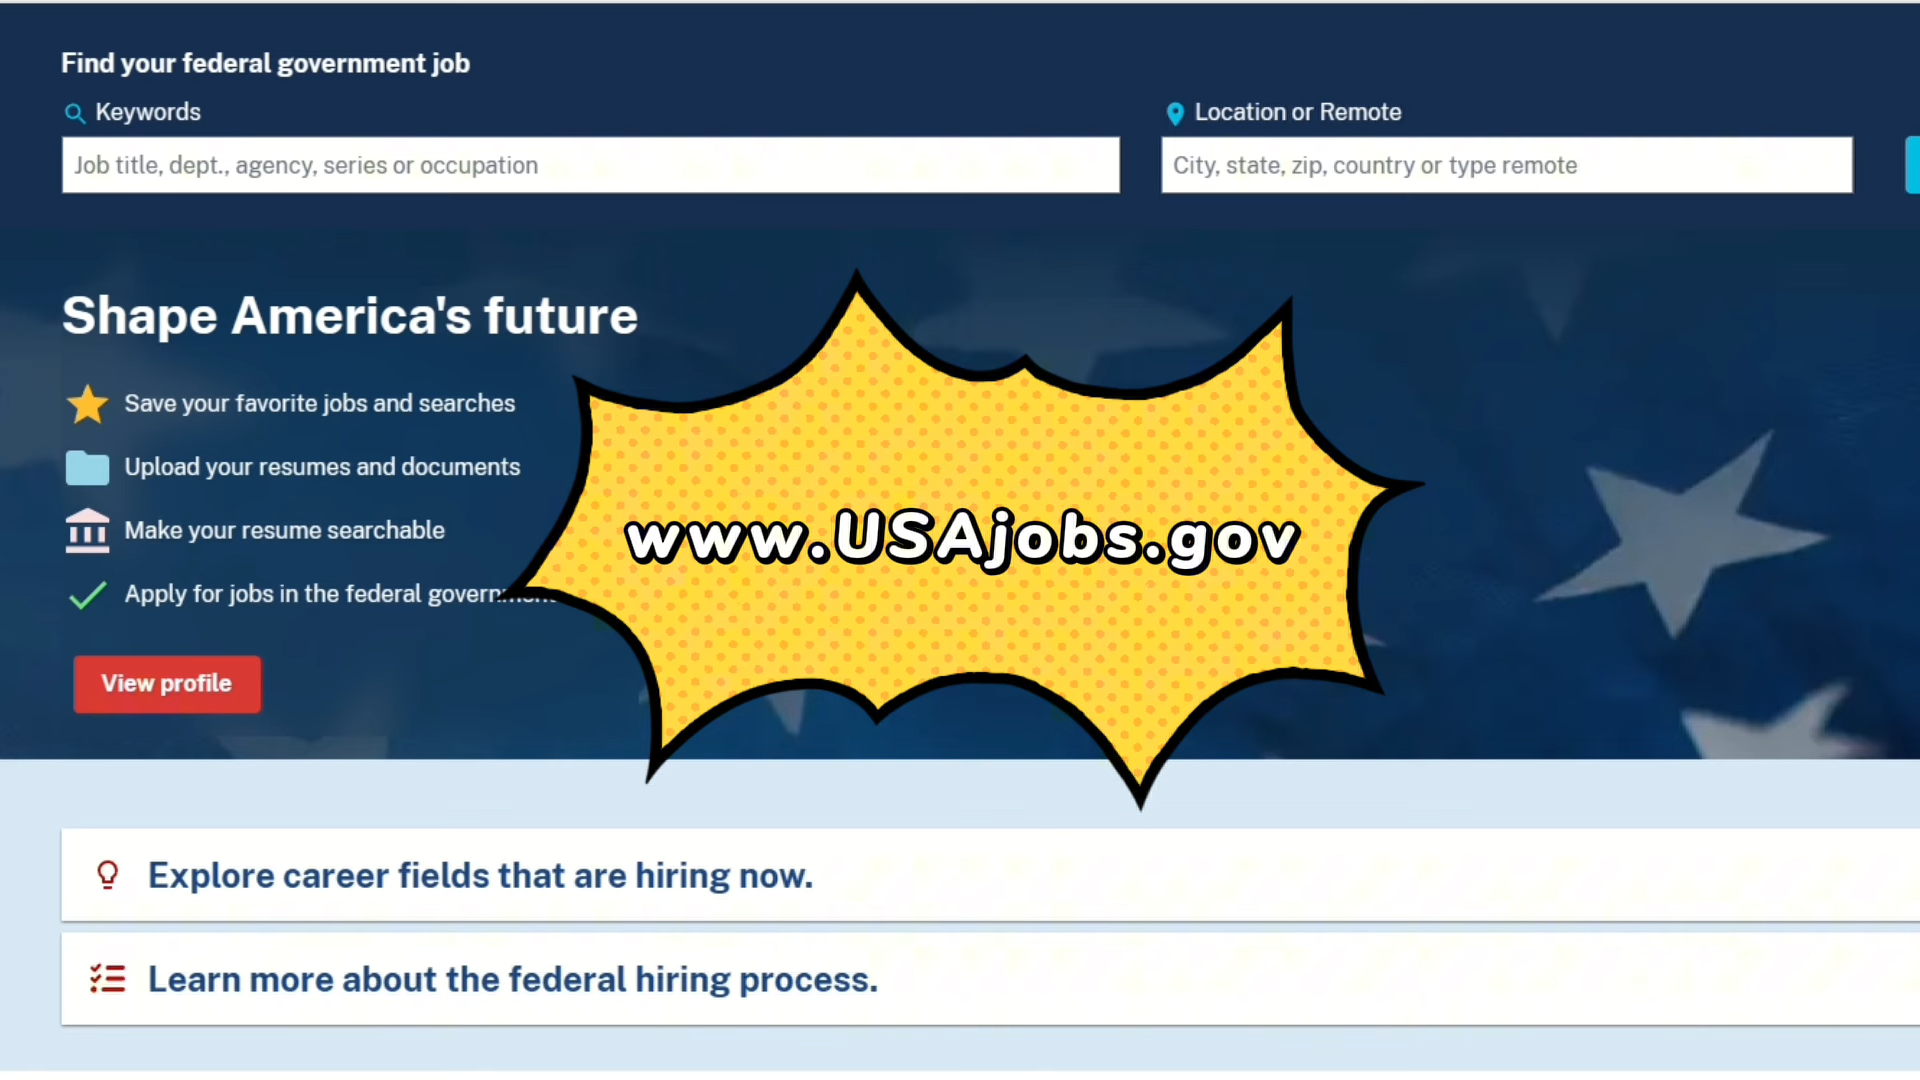 Find your federal government job
Keywords
Location or Remote
Job title, dept., agency, series or occupation
City, state, zip, country or type remote
Shape America's future
Save your favorite jobs and searches
Upload your resumes and documents
Make your resume searchable
Apply for jobs in the federal government
View profile
www.USAjobs.gov
Explore career fields that are hiring now.
Learn more about the federal hiring process.